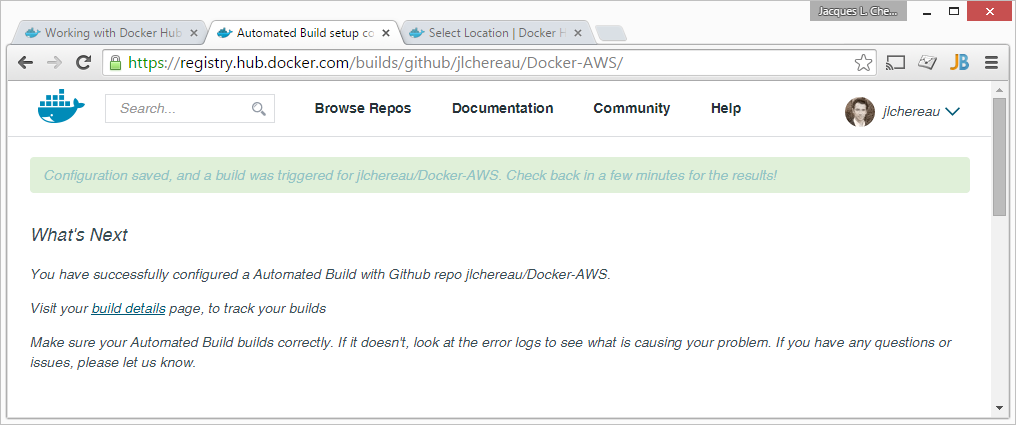 Jacques L. Che...
Working with Docker Hub
Automated Build setup co
Select Location | Docker H
https://registry.hub.docker.com/builds/github/jlchereau/Docker-AWS/
JB
Search... Browse Repos Documentation Community Help jlchereau
Configuration saved, and a build was triggered for jlchereau/Docker-AWS. Check back in a few minutes for the results!
What's Next
You have successfully configured a Automated Build with Github repo jlchereau/Docker-AWS.
Visit your build details page, to track your builds
Make sure your Automated Build builds correctly. If it doesn't, look at the error logs to see what is causing your problem. If you have any questions or
issues, please let us know.